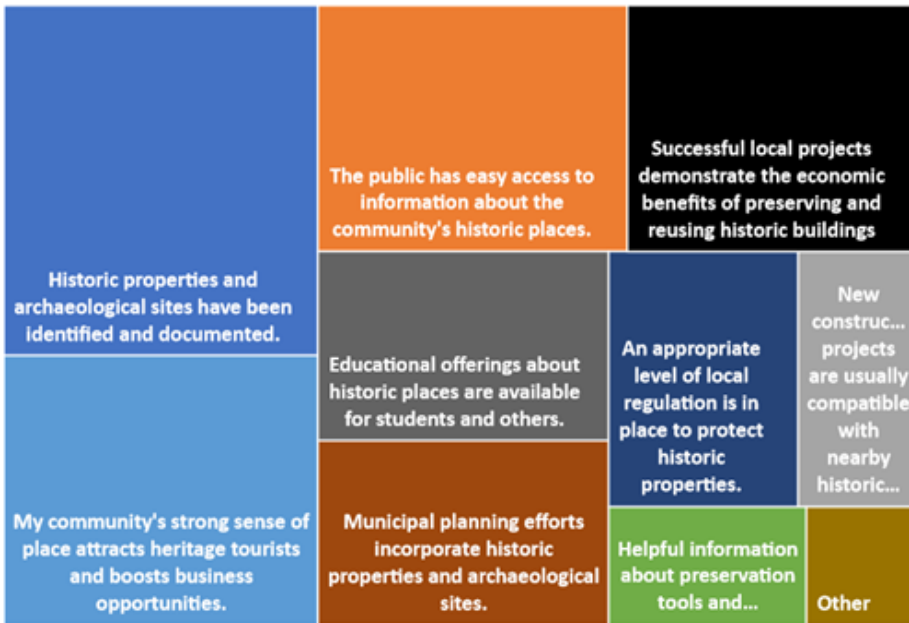 Historic properties and
archaeological sites have been
identified and documented.
My community's strong sense of
place attracts heritage tourists
and boosts business
opportunities.
The public has easy access to
information about the
community's historic places.
Successful local projects
demonstrate the economic
benefits of preserving and
reusing historic buildings
Educational offerings about
historic places are available
for students and others.
Municipal planning efforts
incorporate historic
properties and archaeological
sites.
An appropriate
level of local
regulation is in
place to protect
historic
properties.
New
construc...
projects
are usually
compatible
with
nearby
historic...
Helpful information
about preservation
tools and...
Other